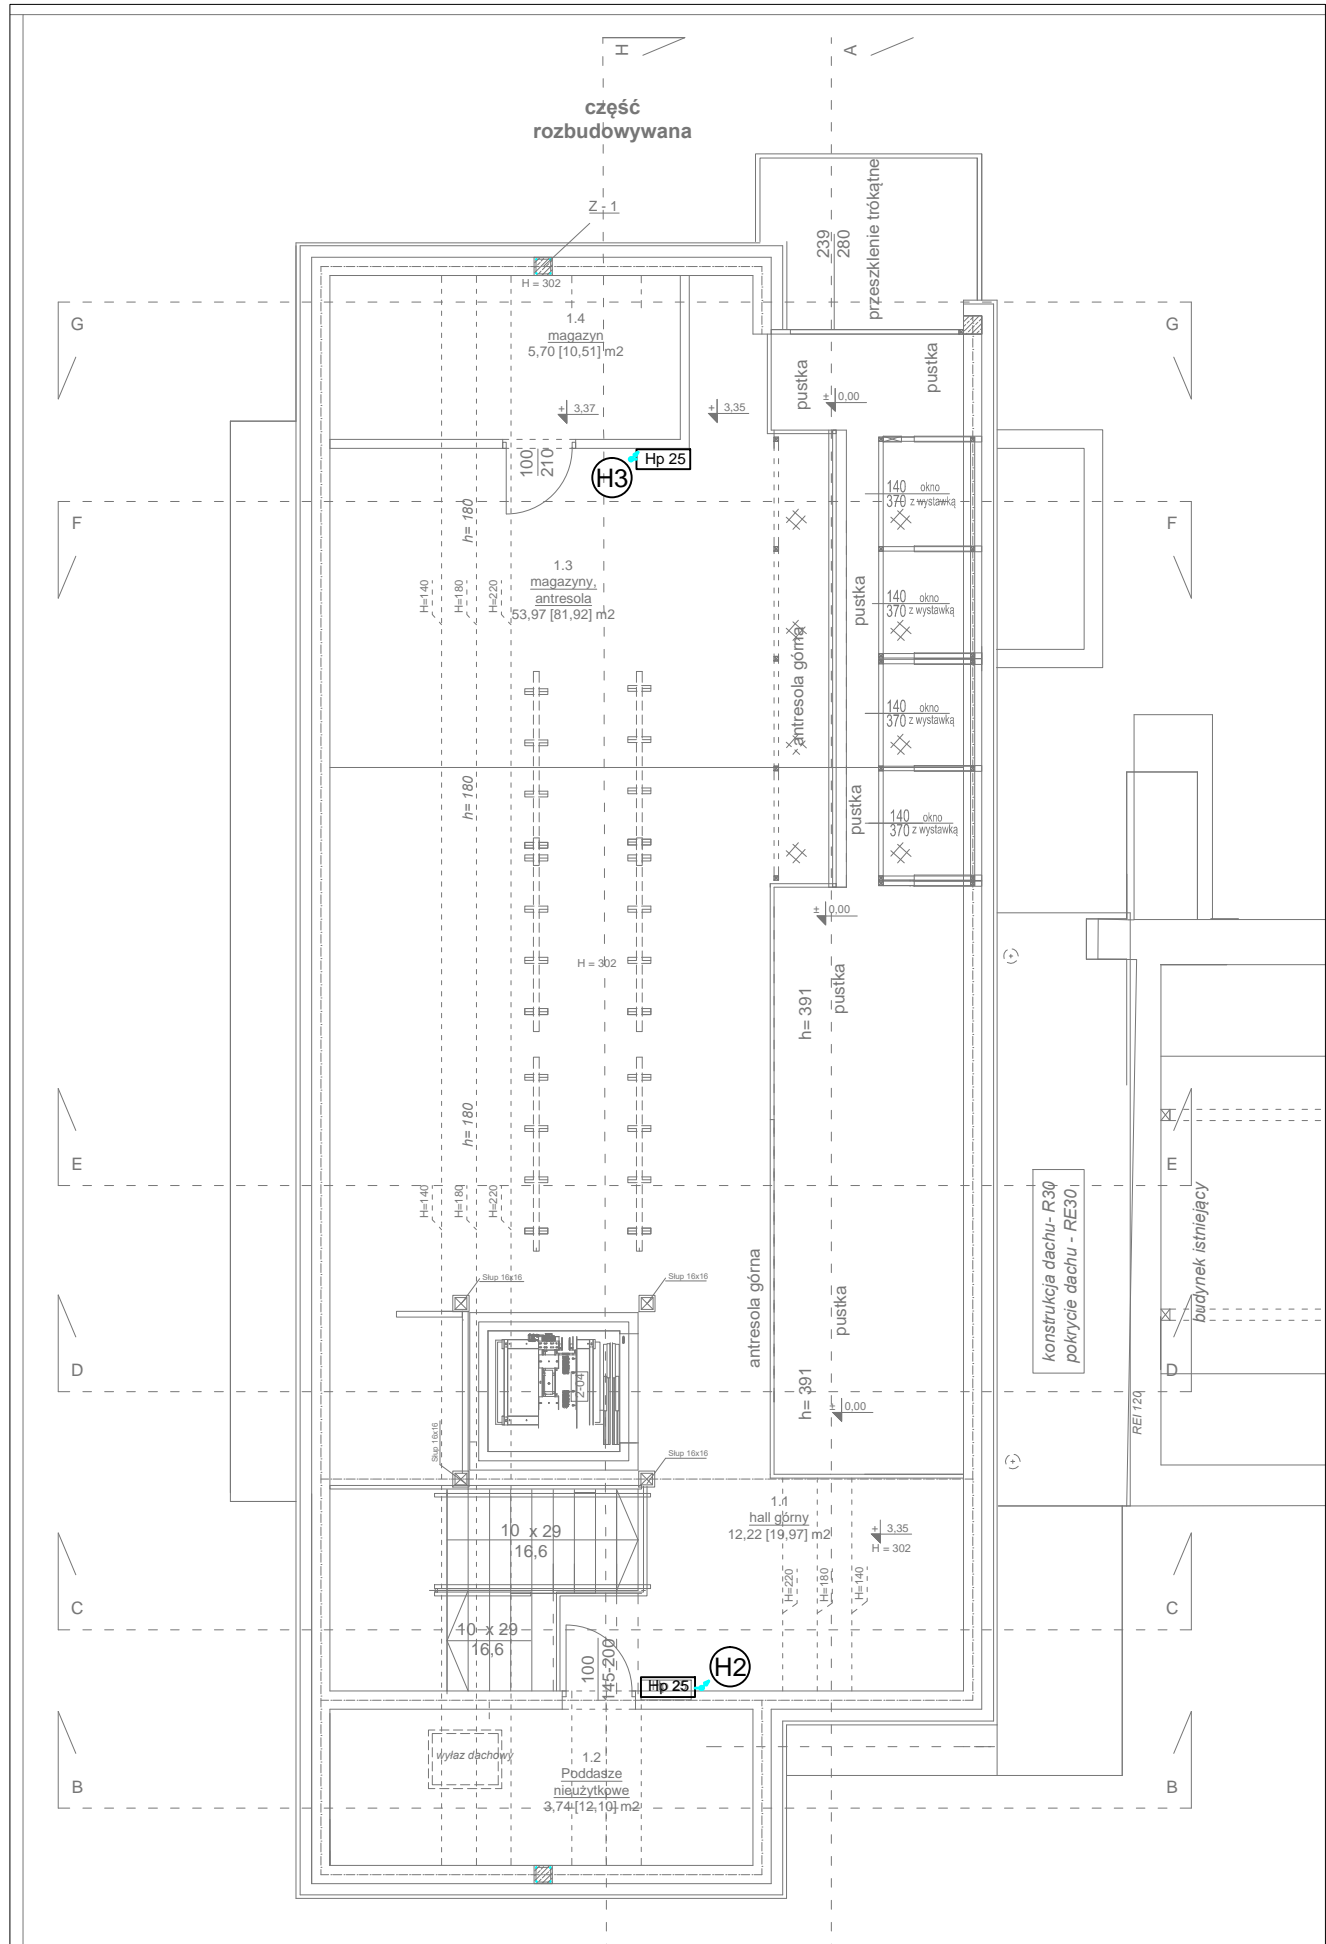 H
A
część
rozbudowywana
Z - 1
239
280
przeszklenie trókątne
H = 302
G
G
1.4
magazyn
5,70 [10,51] m2
pustka
pustka
± 0,00
+ 3,37
+ 3,35
100
210
H3
Hp 25
140 okno
370 z wystawką
F
F
h= 180
1.3
magazyny,
antresola
53,97 [81,92] m2
H=140
H=180
H=220
pustka
140 okno
370 z wystawką
antresola górna
140 okno
370 z wystawką
h= 180
pustka
140 okno
370 z wystawką
± 0,00
H = 302
h= 391
pustka
h= 180
E
E
H=140
H=180
H=220
konstrukcja dachu- R30
pokrycie dachu - RE30
budynek istniejący
antresola górna
pustka
Słup 16x16
Słup 16x16
2-04
D
D
h= 391
± 0,00
REI 120
Słup 16x16
Słup 16x16
1.1
hall górny
12,22 [19,97] m2
+ 3,35
H = 302
10 x 29
16,6
H=220
H=180
H=140
C
C
10 x 29
16,6
100
145-200
H2
Hp 25
wyłaz dachowy
1.2
Poddasze
nieużytkowe
3,74 [12,10] m2
B
B